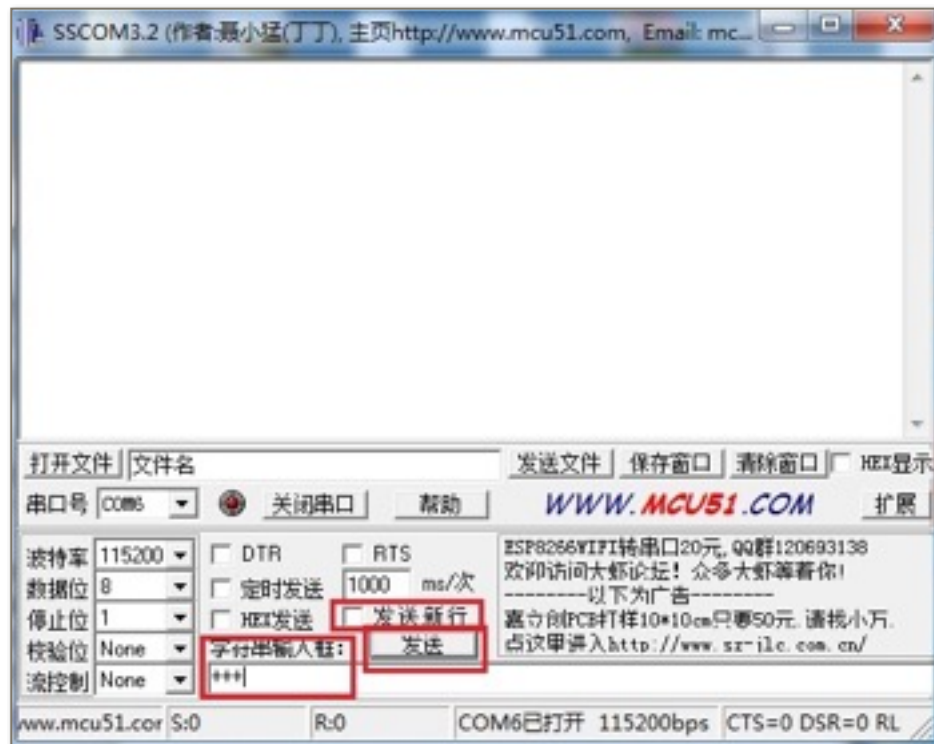 SSCOM3.2 (作者:聂小猛(丁丁), 主页http://www.mcu51.com, Email: mc...
打开文件 文件名 发送文件 保存窗口 清除窗口 HEX显示
串口号 COM6 关闭串口 帮助 WWW.MCU51.COM 扩展
波特率 115200 DTR RTS
数据位 8 定时发送 1000 ms/次
停止位 1 HEX发送 发送新行
校验位 None 字符串输入框: 发送
流控制 None +++
ESP8266WIFI转串口20元,QQ群120693138
欢迎访问大虾论坛! 众多大虾等着你!
--------以下为广告--------
嘉立创PCB打样10*10cm只要50元.请找小万.
点这里进入http://www.sz-jlc.com.cn/
www.mcu51.cor S:0 R:0 COM6已打开 115200bps CTS=0 DSR=0 RL